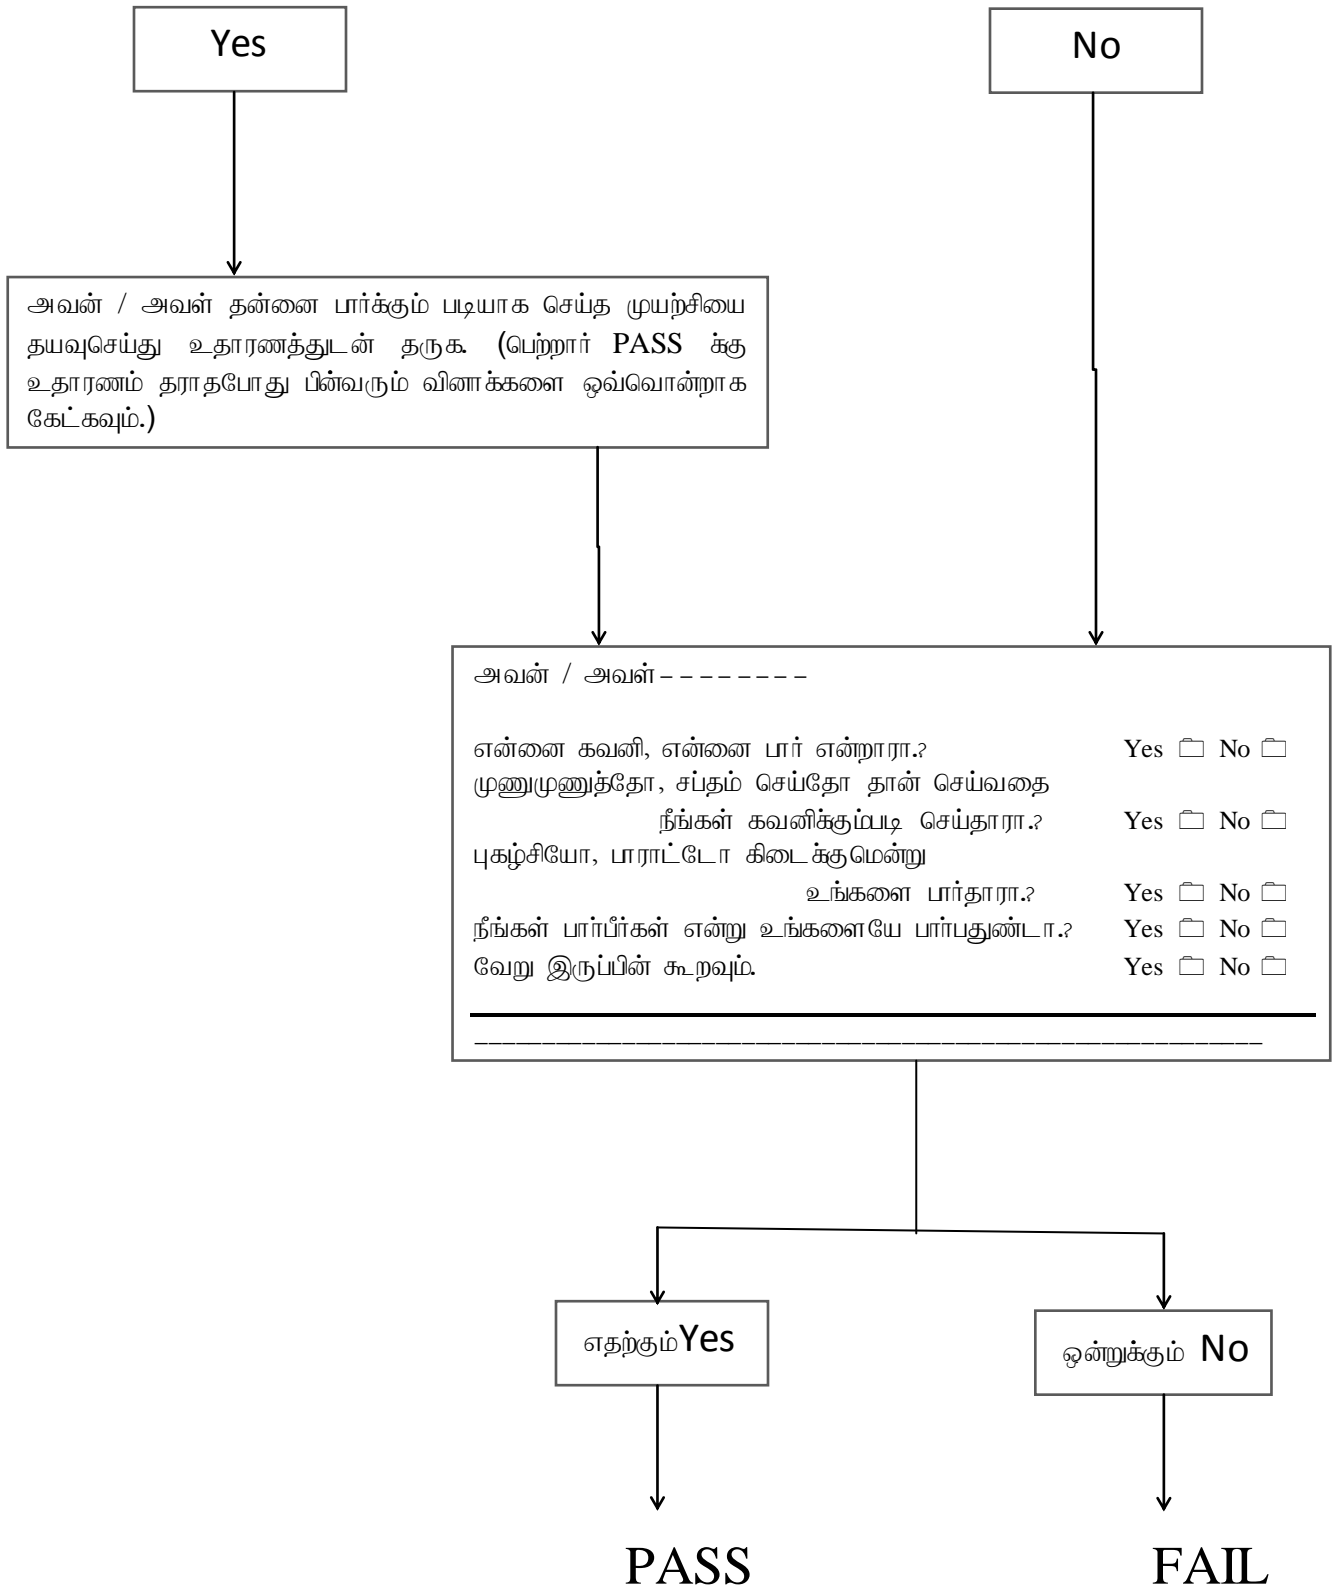 Yes
No
அவன் / அவள் தன்னை பார்க்கும் படியாக செய்த முயற்சியை
தயவுசெய்து உதாரணத்துடன் தருக. (பெற்றார் PASS க்கு
உதாரணம் தராதபோது பின்வரும் வினாக்களை ஒவ்வொன்றாக
கேட்கவும்.)
அவன் / அவள் – – – – – – – –
என்னை கவனி, என்னை பார் என்றாரா.? Yes No
முணுமுணுத்தோ, சப்தம் செய்தோ தான் செய்வதை
நீங்கள் கவனிக்கும்படி செய்தாரா.? Yes No
புகழ்சியோ, பாராட்டோ கிடைக்குமென்று
உங்களை பார்தாரா.? Yes No
நீங்கள் பார்பீர்கள் என்று உங்களையே பார்பதுண்டா.? Yes No
வேறு இருப்பின் கூறவும். Yes No
எதற்கும் Yes
ஒன்றுக்கும் No
PASS
FAIL